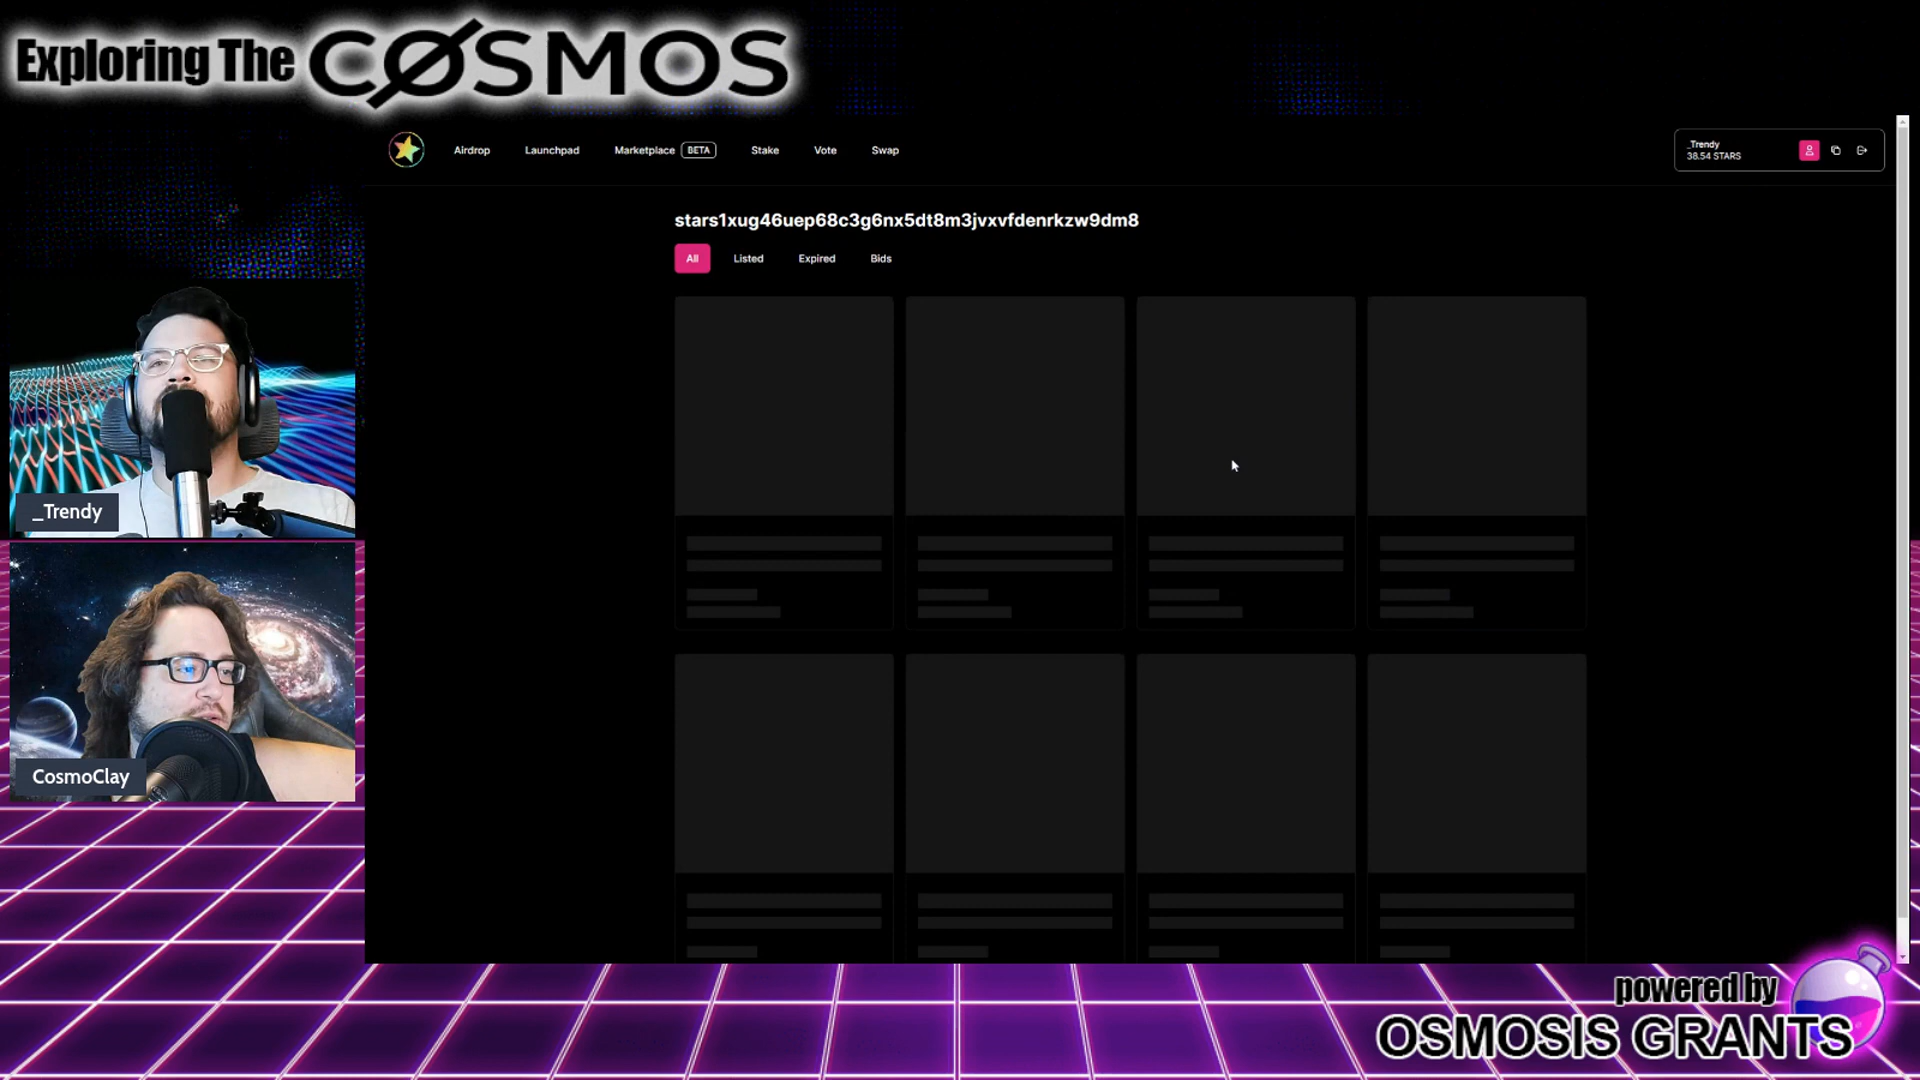 Exploring The COSMOS
Airdrop Launchpad Marketplace BETA Stake Vote Swap
_Trendy
38.54 STARS
stars1xug46uep68c3g6nx5dt8m3jvxvfdenrkzw9dm8
All Listed Expired Bids
_Trendy
CosmoClay
powered by
OSMOSIS GRANTS